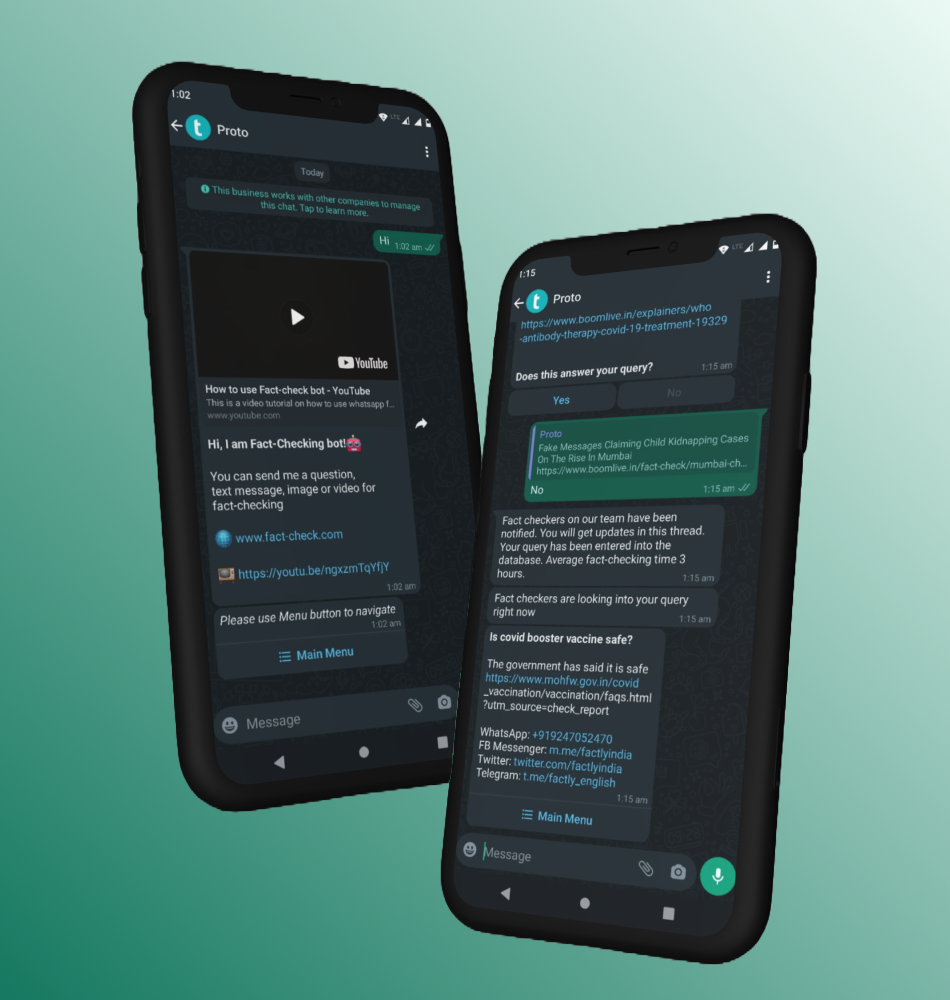 1:02
LTE
t
Proto
Today
This business works with other companies to manage
this chat. Tap to learn more.
Hi
1:02 am
YouTube
How to use Fact-check bot - YouTube
This is a video tutorial on how to use whatsapp f...
www.youtube.com
Hi, I am Fact-Checking bot!
You can send me a question,
text message, image or video for
fact-checking
www.fact-check.com
https://youtu.be/ngxzmTqYfjY
1:02 am
Please use Menu button to navigate
1:02 am
Main Menu
Message
1:15
LTE
t
Proto
https://www.boomlive.in/explainers/who
-antibody-therapy-covid-19-treatment-19329
Does this answer your query?
1:15 am
Yes
No
Proto
Fake Messages Claiming Child Kidnapping Cases
On The Rise In Mumbai
https://www.boomlive.in/fact-check/mumbai-ch...
No
1:15 am
Fact checkers on our team have been
notified. You will get updates in this thread.
Your query has been entered into the
database. Average fact-checking time 3
hours.
1:15 am
Fact checkers are looking into your query
right now
1:15 am
Is covid booster vaccine safe?
The government has said it is safe
https://www.mohfw.gov.in/covid
_vaccination/vaccination/faqs.html
?utm_source=check_report
WhatsApp: +919247052470
FB Messenger: m.me/factlyindia
Twitter: twitter.com/factlyindia
Telegram: t.me/factly_english
1:15 am
Main Menu
Message